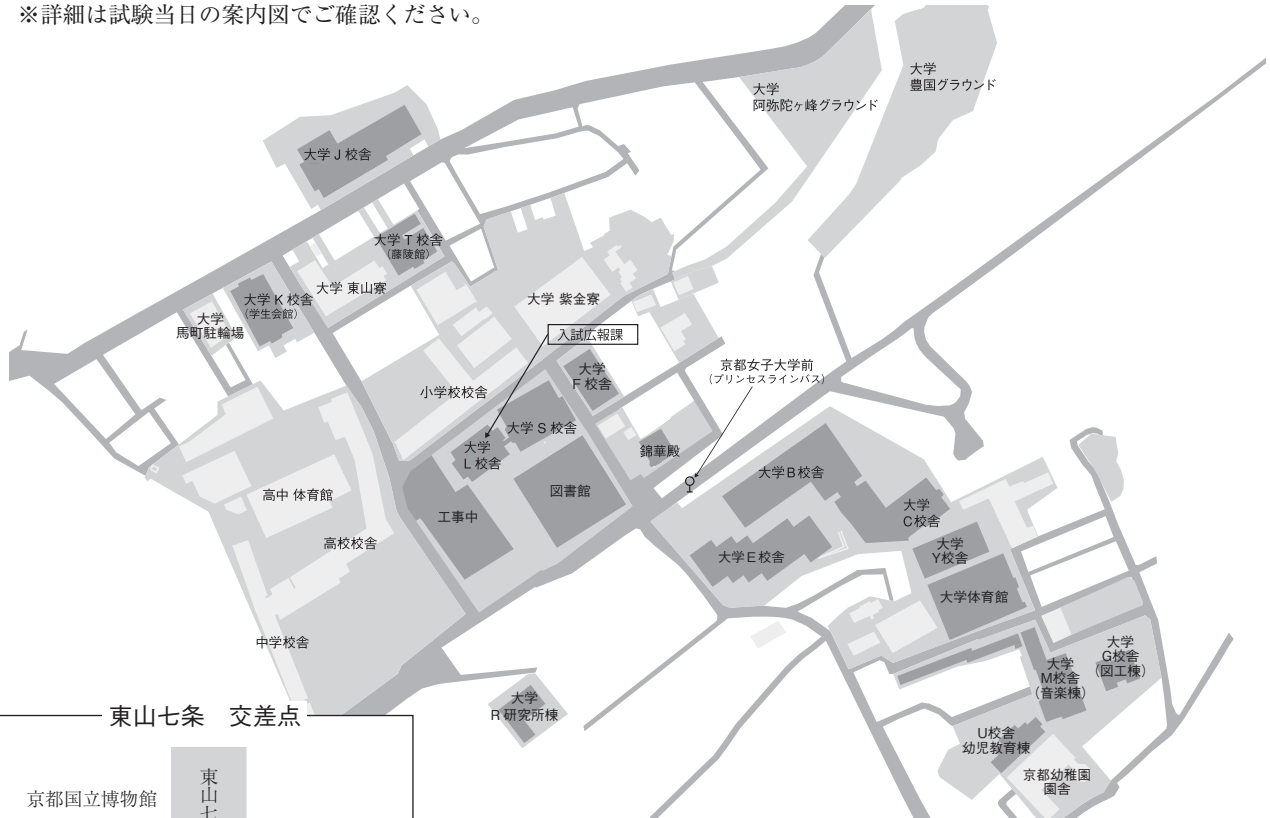 ※詳細は試験当日の案内図でご確認ください。
大学
豊国グラウンド
大学
阿弥陀ヶ峰グラウンド
大学 J 校舎
大学 T 校舎
(藤陵館)
大学 東山寮
大学 K 校舎
(学生会館)
大学
馬町駐輪場
大学 紫金寮
入試広報課
小学校校舎
大学
F 校舎
京都女子大学前
(プリンセスラインバス)
大学 S 校舎
大学
L 校舎
錦華殿
図書館
工事中
高中 体育館
高校校舎
中学校舎
大学B校舎
大学
C校舎
大学E校舎
大学
Y校舎
大学体育館
大学
G校舎
(図工棟)
大学
M校舎
(音楽棟)
大学
R 研究所棟
U校舎
幼児教育棟
京都幼稚園
園舎
東山七条 交差点
京都国立博物館
東山七